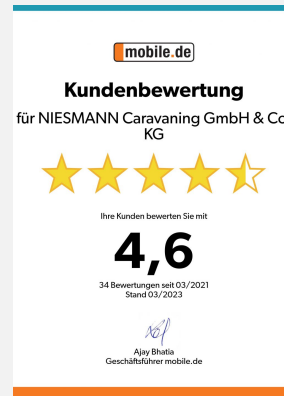 mobile.de
Kundenbewertung
für NIESMANN Caravaning GmbH & Co
KG
Ihre Kunden bewerten Sie mit
4,6
34 Bewertungen seit 03/2021
Stand 03/2023
Ajay Bhatia
Geschäftsführer mobile.de